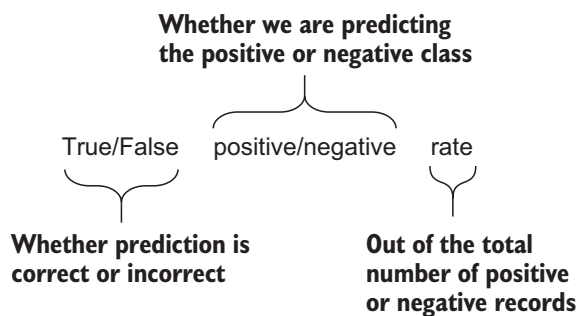 Whether we are predicting
the positive or negative class
True/False positive/negative rate
Whether prediction is
correct or incorrect
Out of the total
number of positive
or negative records